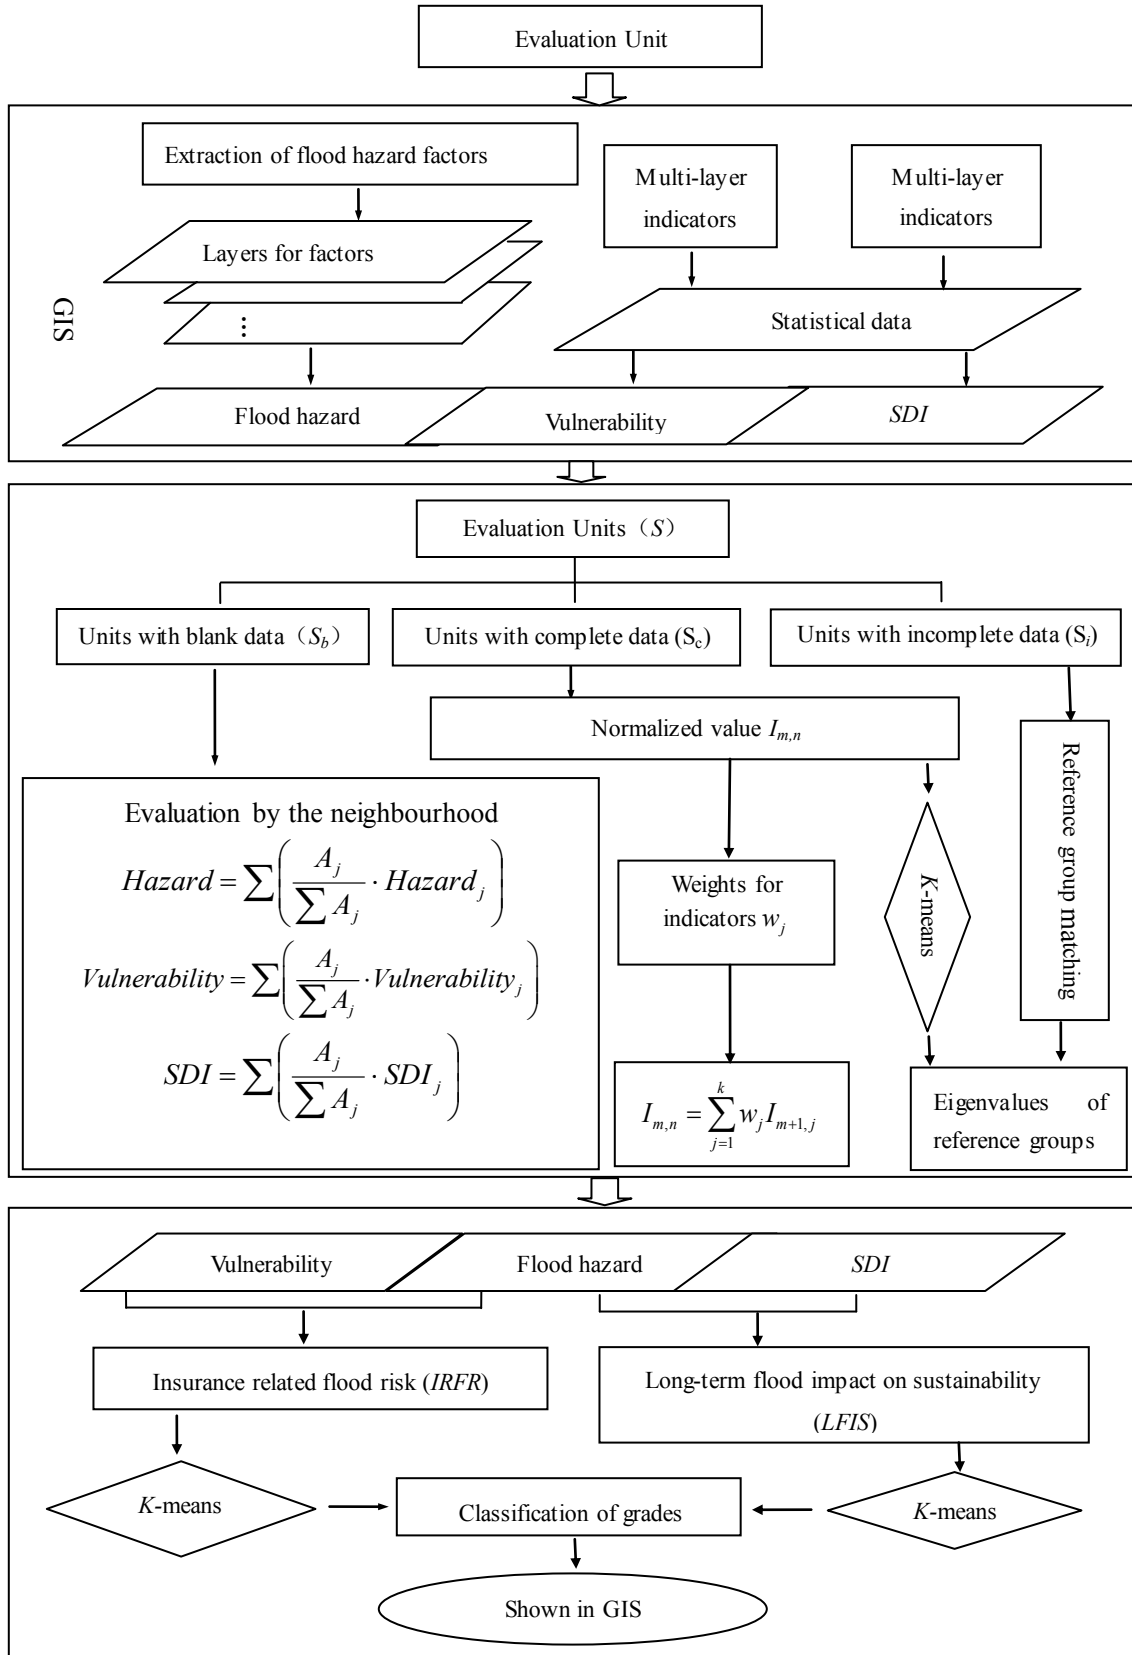 Evaluation Unit
Extraction of flood hazard factors
Multi-layer
indicators
Multi-layer
indicators
Layers for factors
...
GIS
Statistical data
Flood hazard
Vulnerability
SDI
Evaluation Units（S）
Units with blank data（S_b）
Units with complete data (S_c)
Units with incomplete data (S_i)
Normalized value I_{m,n}
Evaluation by the neighbourhood
Hazard = ∑(A_j / ∑A_j · Hazard_j)
Vulnerability = ∑(A_j / ∑A_j · Vulnerability_j)
SDI = ∑(A_j / ∑A_j · SDI_j)
Weights for
indicators w_j
I_{m,n} = ∑_{j=1}^{k} w_j I_{m+1,j}
K-means
Reference group matching
Eigenvalues of
reference groups
Vulnerability
Flood hazard
SDI
Insurance related flood risk (IRFR)
Long-term flood impact on sustainability
(LFIS)
K-means
Classification of grades
K-means
Shown in GIS